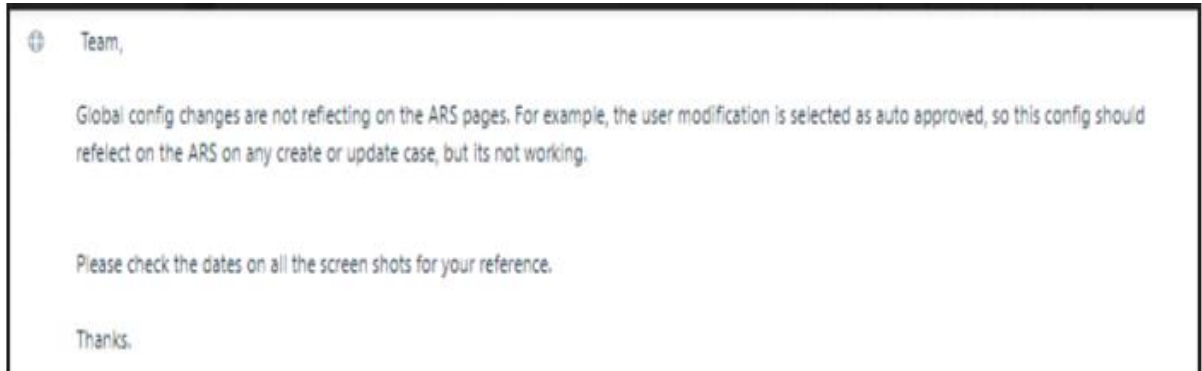 Team,
Global config changes are not reflecting on the ARS pages. For example, the user modification is selected as auto approved, so this config should
refelect on the ARS on any create or update case, but its not working.
Please check the dates on all the screen shots for your reference.
Thanks.